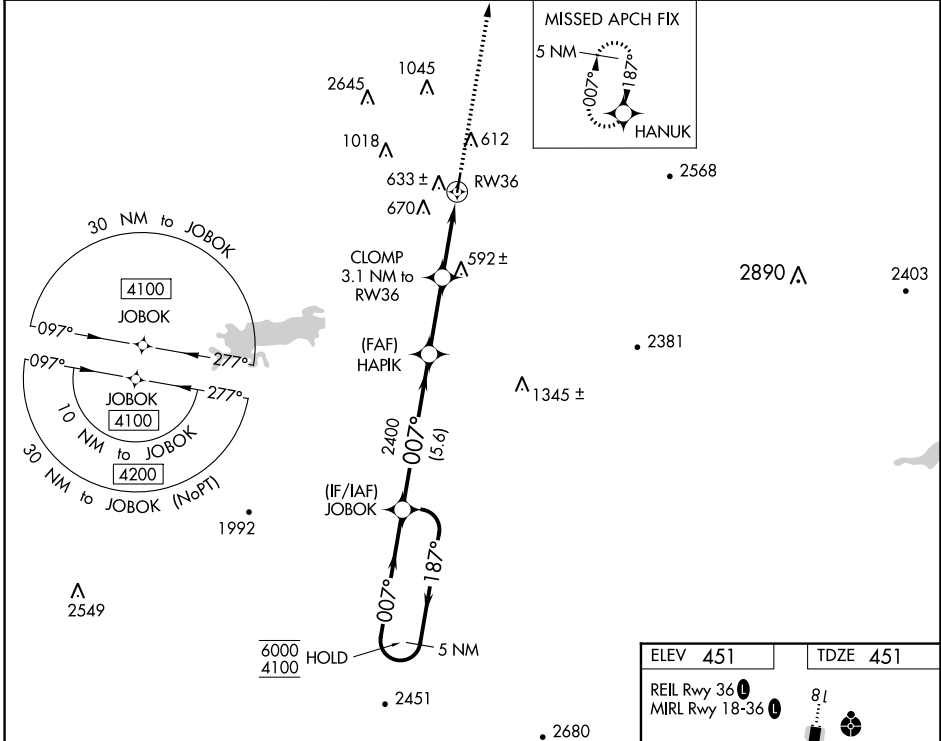 MISSED APCH FIX
5 NM
007°
187°
HANUK
2645
1045
1018
612
633 ±
RW36
670
2568
30 NM to JOBOK
4100
JOBOK
097°
277°
097°
277°
JOBOK
4100
10 NM to JOBOK
4200
30 NM to JOBOK (NoPT)
CLOMP
3.1 NM to
RW36
592 ±
2890
2403
(FAF)
HAPIK
2381
1345 ±
2400
007°
(5.6)
(IF/IAF)
JOBOK
1992
007°
187°
2549
6000
4100
HOLD
5 NM
2451
2680
ELEV 451
TDZE 451
REIL Rwy 36 L
MIRL Rwy 18-36 L
18